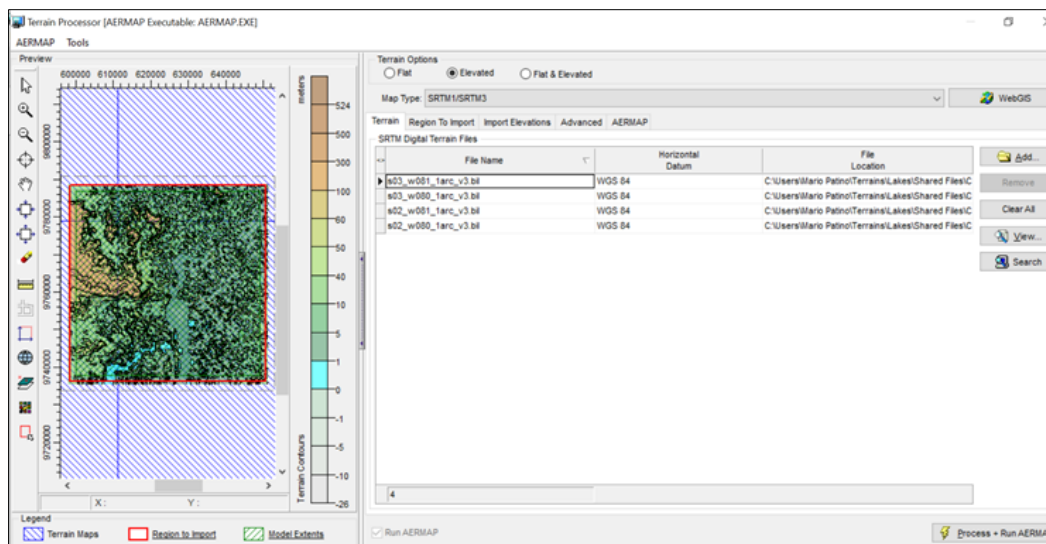 Terrain Processor [AERMAP Executable: AERMAP.EXE]
AERMAP Tools
Preview
600000 610000 620000 630000 640000
9800000
9780000
9760000
9740000
9720000
X : Y :
meters
524
500
300
100
60
50
40
10
5
1
0
-1
-5
-10
-26
Terrain Contours
Legend
Terrain Maps Region to Import Model Extents
Terrain Options
Flat Elevated Flat & Elevated
Map Type: SRTM1/SRTM3 WebGIS
Terrain Region To Import Import Elevations Advanced AERMAP
SRTM Digital Terrain Files
<> File Name Horizontal Datum File Location
s03_w081_1arc_v3.bil WGS 84 C:\Users\Mario Patino\Terrains\Lakes\Shared Files\C
s03_w080_1arc_v3.bil WGS 84 C:\Users\Mario Patino\Terrains\Lakes\Shared Files\C
s02_w081_1arc_v3.bil WGS 84 C:\Users\Mario Patino\Terrains\Lakes\Shared Files\C
s02_w080_1arc_v3.bil WGS 84 C:\Users\Mario Patino\Terrains\Lakes\Shared Files\C
4
Add...
Remove
Clear All
View...
Search
Run AERMAP
Process + Run AERMA